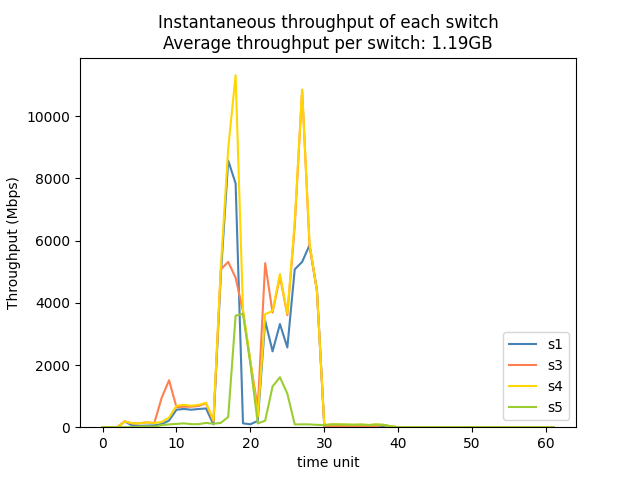 Instantaneous throughput of each switch
Average throughput per switch: 1.19GB
Throughput (Mbps)
10000
8000
6000
4000
2000
0
0 10 20 30 40 50 60
time unit
s1
s3
s4
s5